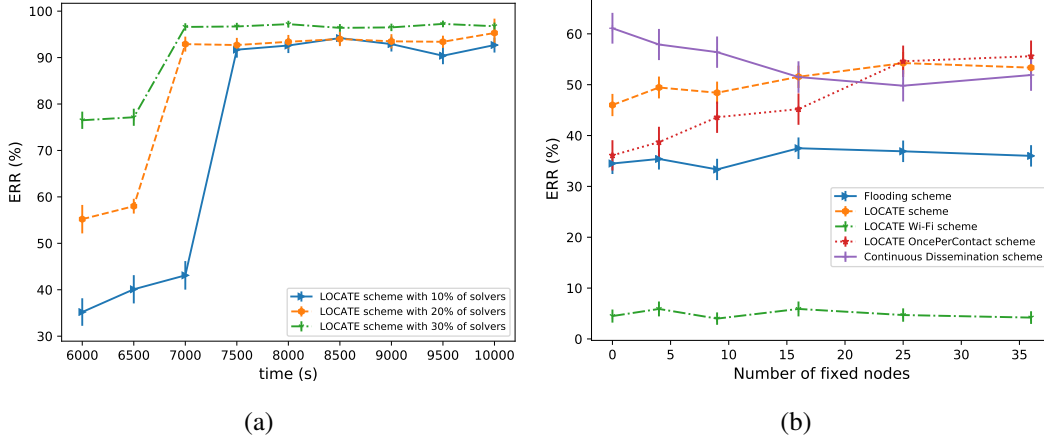 100
90
80
70
60
50
40
30
ERR (%)
6000 6500 7000 7500 8000 8500 9000 9500 10000
time (s)
LOCATE scheme with 10% of solvers
LOCATE scheme with 20% of solvers
LOCATE scheme with 30% of solvers
(a)
60
50
40
30
20
10
0
ERR (%)
0 5 10 15 20 25 30 35
Number of fixed nodes
Flooding scheme
LOCATE scheme
LOCATE Wi-Fi scheme
LOCATE OncePerContact scheme
Continuous Dissemination scheme
(b)